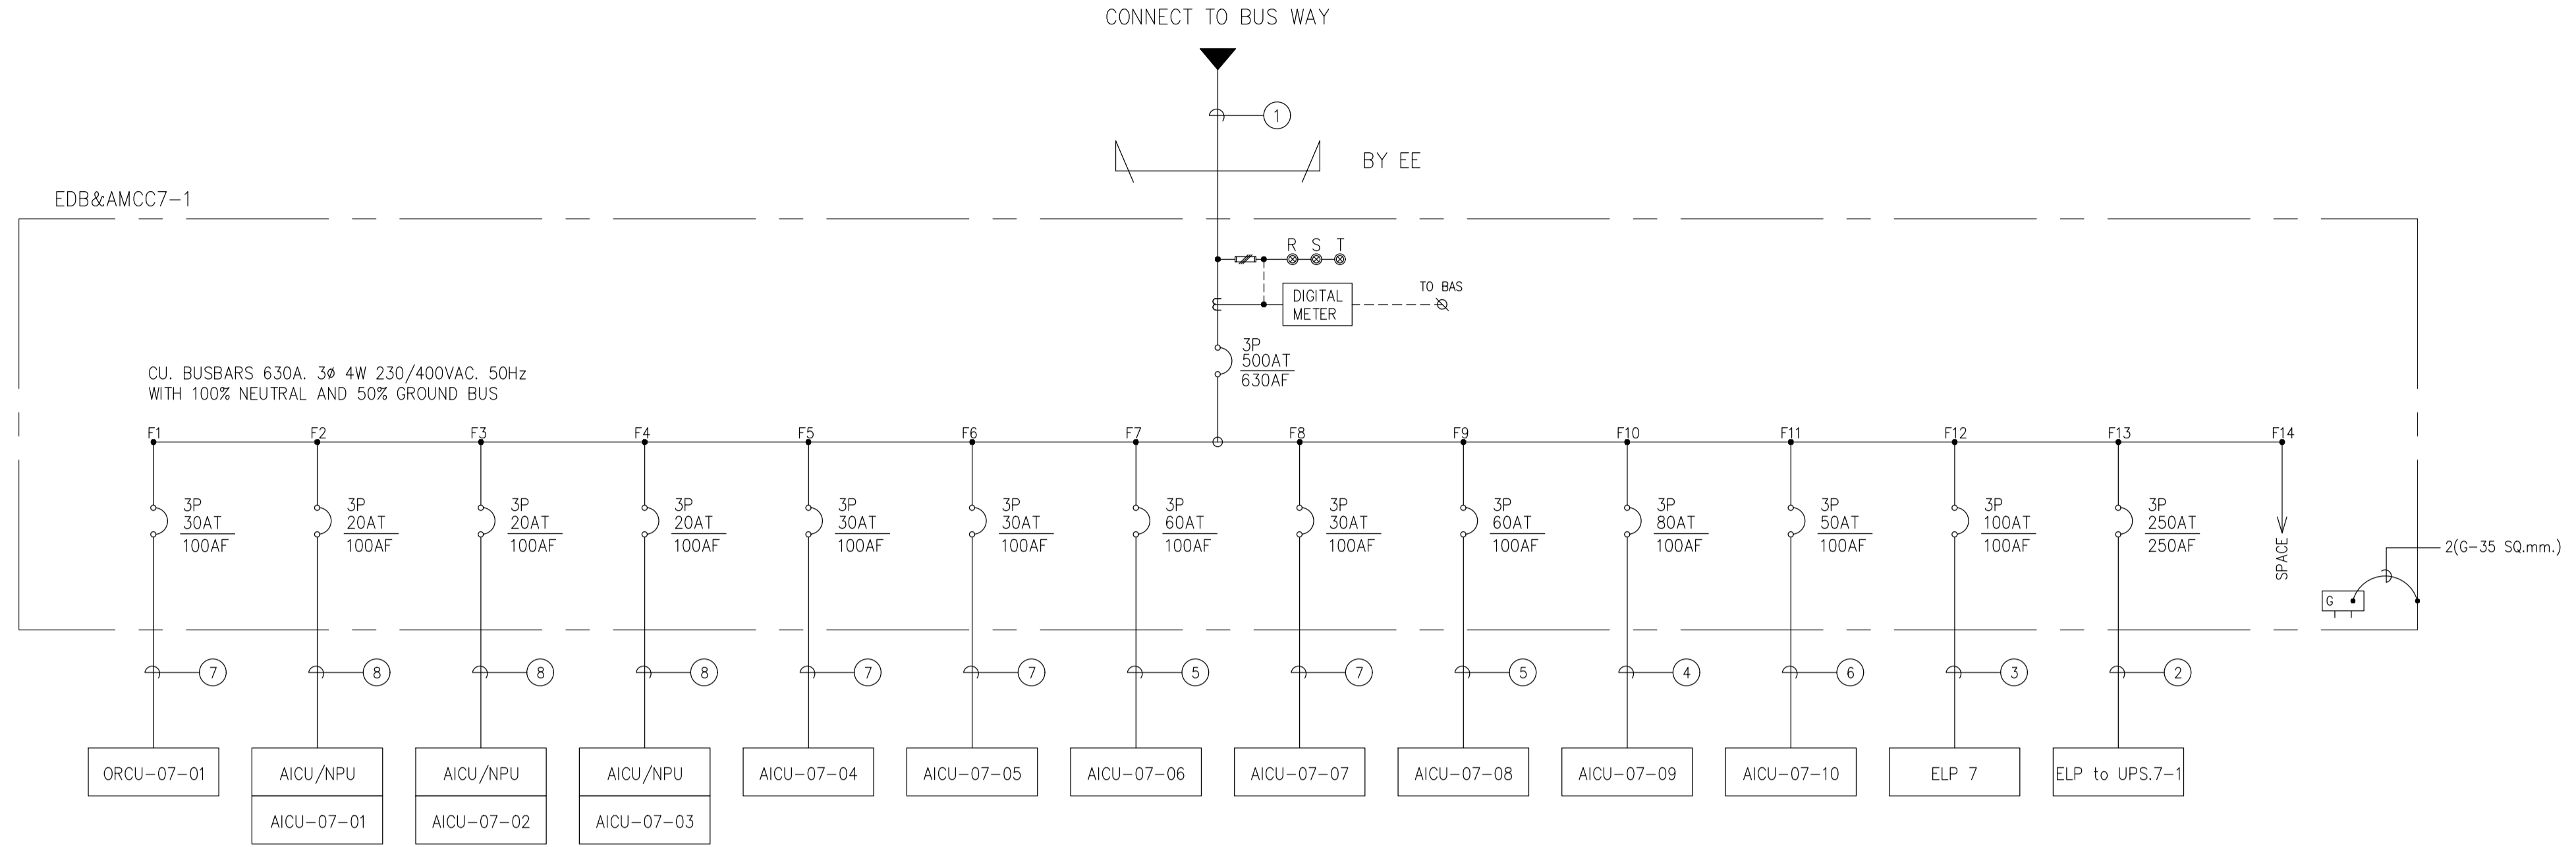 CONNECT TO BUS WAY
1
BY EE
EDB&AMCC7-1
R S T
DIGITAL
METER
TO BAS
3P
500AT
630AF
CU. BUSBARS 630A. 3ø 4W 230/400VAC. 50Hz
WITH 100% NEUTRAL AND 50% GROUND BUS
F1 F2 F3 F4 F5 F6 F7 F8 F9 F10 F11 F12 F13 F14
3P 3P 3P 3P 3P 3P 3P 3P 3P 3P 3P 3P 3P
30AT 20AT 20AT 20AT 30AT 30AT 60AT 30AT 60AT 80AT 50AT 100AT 250AT
100AF 100AF 100AF 100AF 100AF 100AF 100AF 100AF 100AF 100AF 100AF 100AF 250AF
SPACE
2(G-35 SQ.mm.)
G
7 8 8 8 7 7 5 7 5 4 6 3 2
ORCU-07-01 AICU/NPU AICU/NPU AICU/NPU AICU-07-04 AICU-07-05 AICU-07-06 AICU-07-07 AICU-07-08 AICU-07-09 AICU-07-10 ELP 7 ELP to UPS.7-1
AICU-07-01 AICU-07-02 AICU-07-03